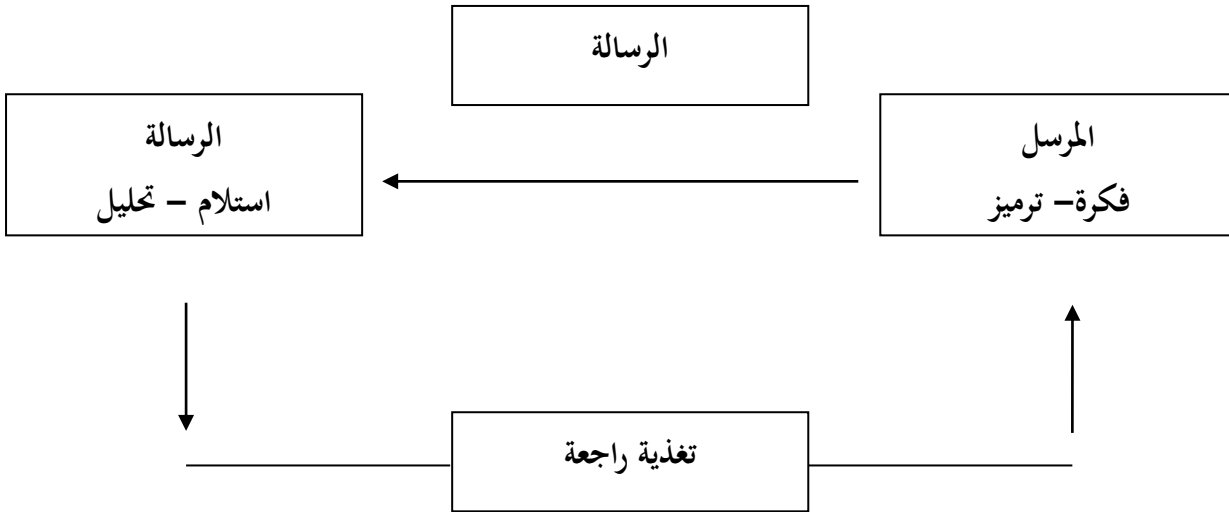 الرسالة
المرسل
فكرة– ترميز
الرسالة
استلام – تحليل
تغذية راجعة